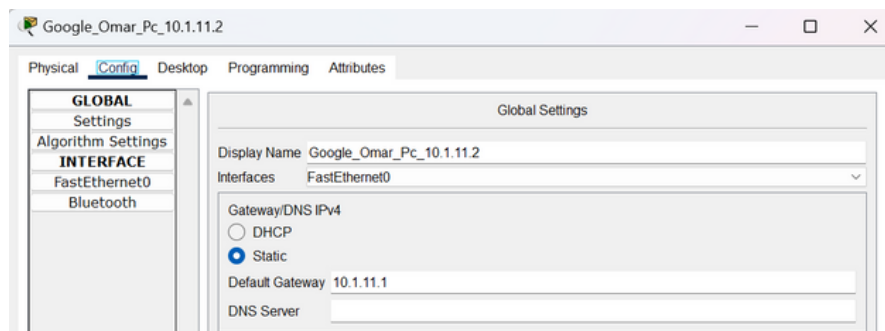 Google_Omar_Pc_10.1.11.2
Physical Config Desktop Programming Attributes
GLOBAL
Settings
Algorithm Settings
INTERFACE
FastEthernet0
Bluetooth
Global Settings
Display Name Google_Omar_Pc_10.1.11.2
Interfaces FastEthernet0
Gateway/DNS IPv4
DHCP
Static
Default Gateway 10.1.11.1
DNS Server